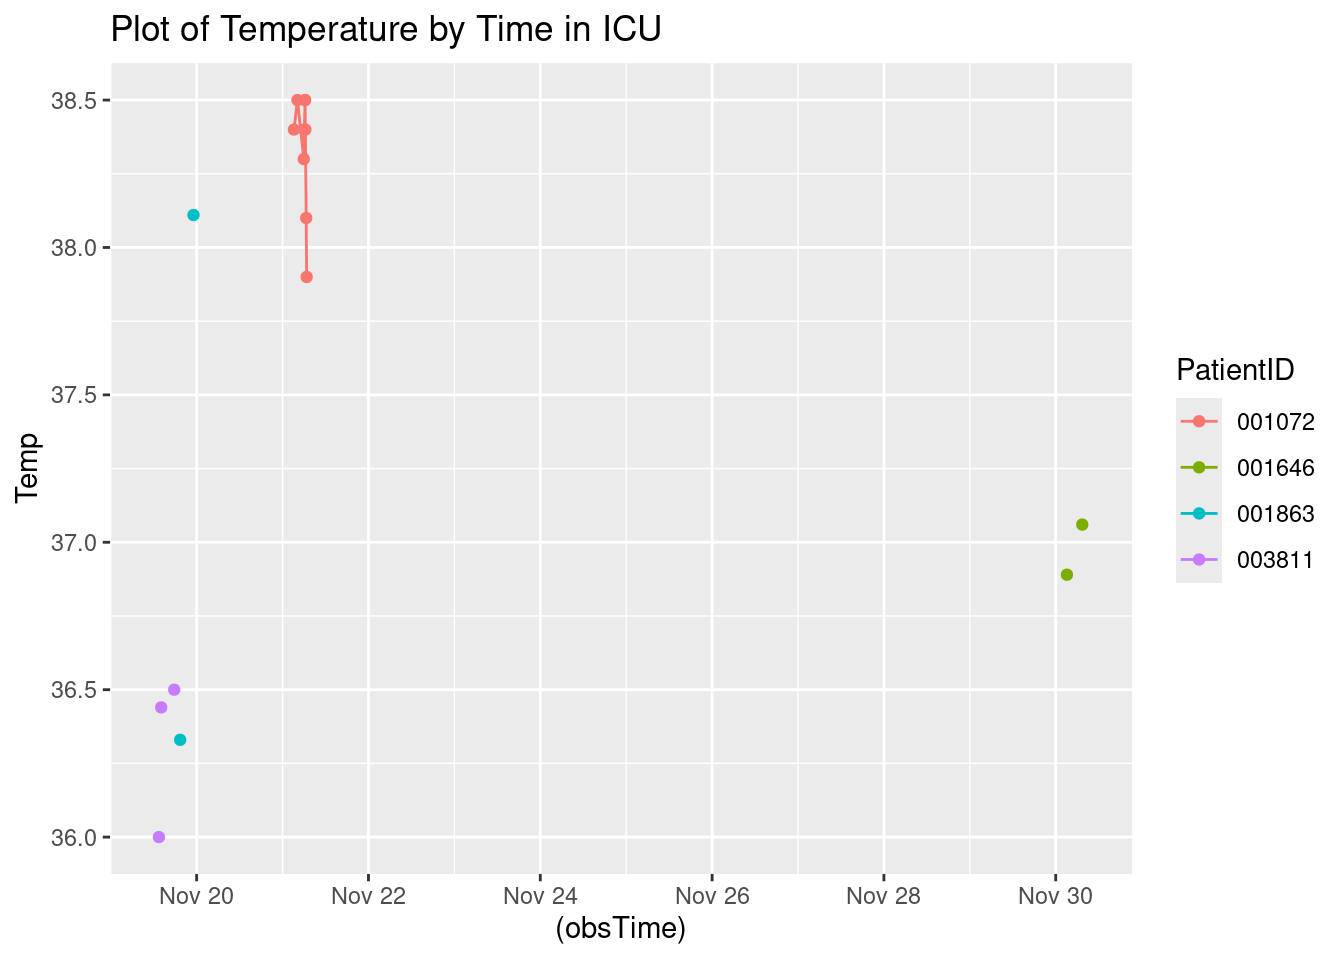 Plot of Temperature by Time in ICU
38.5
38.0
37.5
37.0
36.5
36.0
Temp
Nov 20 Nov 22 Nov 24 Nov 26 Nov 28 Nov 30
(obsTime)
PatientID
001072
001646
001863
003811